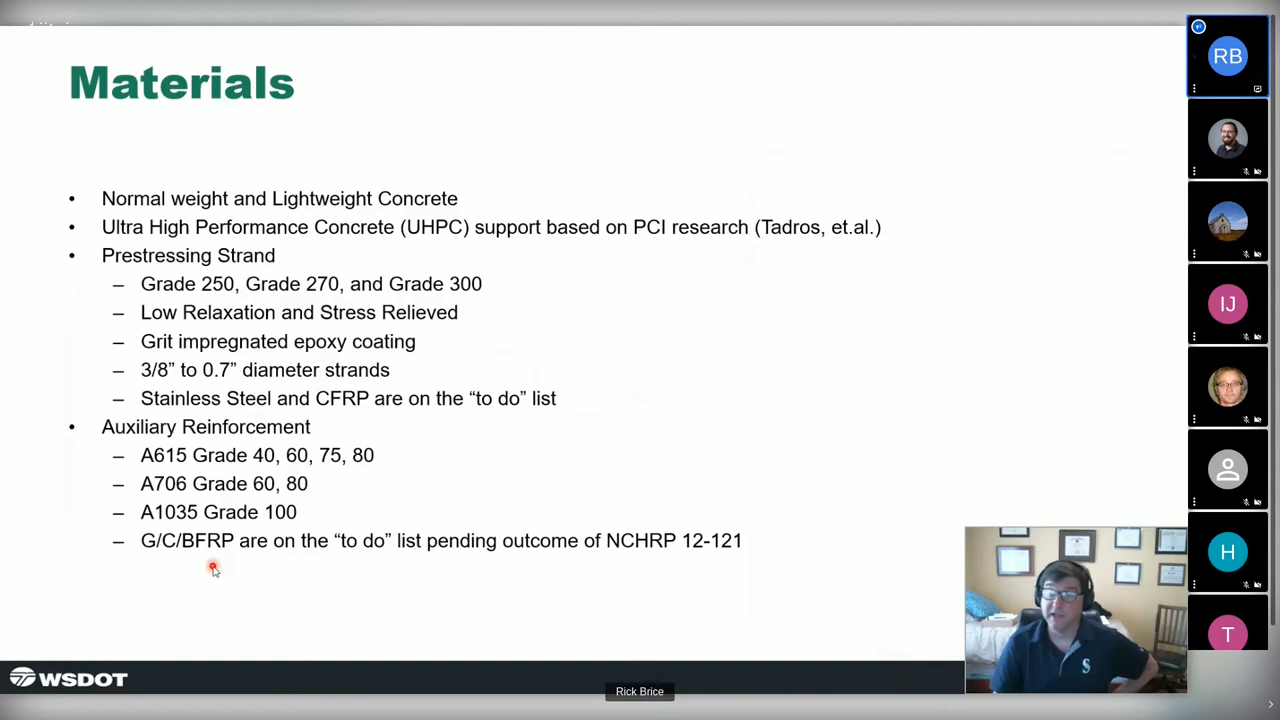 Materials
• Normal weight and Lightweight Concrete
• Ultra High Performance Concrete (UHPC) support based on PCI research (Tadros, et.al.)
• Prestressing Strand
– Grade 250, Grade 270, and Grade 300
– Low Relaxation and Stress Relieved
– Grit impregnated epoxy coating
– 3/8” to 0.7” diameter strands
– Stainless Steel and CFRP are on the “to do” list
• Auxiliary Reinforcement
– A615 Grade 40, 60, 75, 80
– A706 Grade 60, 80
– A1035 Grade 100
– G/C/BFRP are on the “to do” list pending outcome of NCHRP 12-121
WSDOT
Rick Brice
RB
IJ
H
T
S